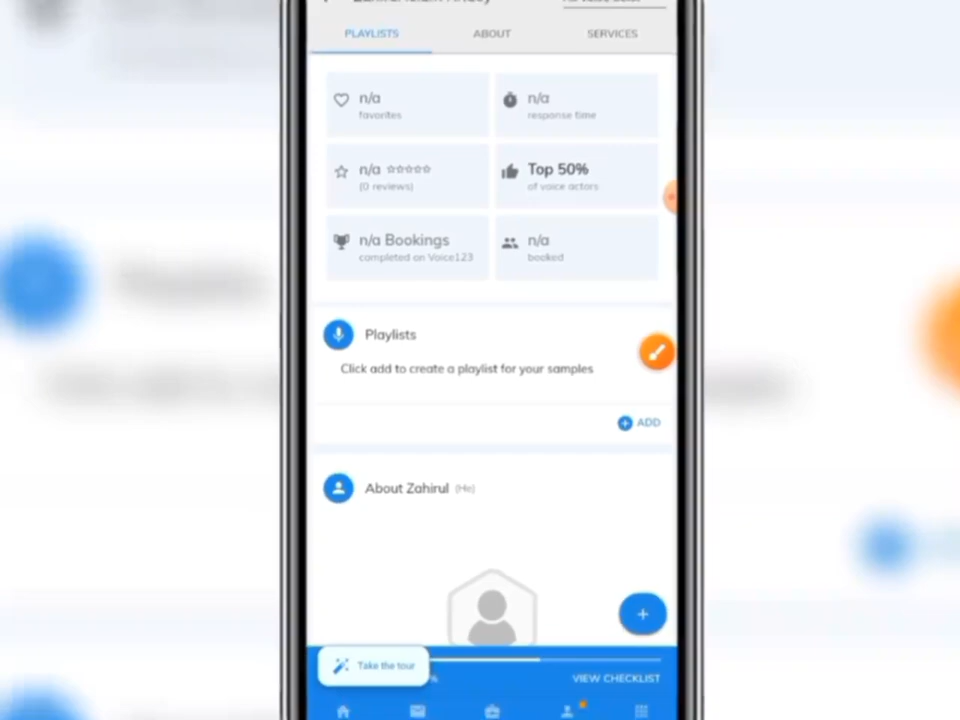 PLAYLISTS ABOUT SERVICES
n/a n/a
favorites response time
n/a Top 50%
(0 reviews) of voice actors
n/a Bookings n/a
completed on Voice123 booked
Playlists
Click add to create a playlist for your samples
ADD
About Zahirul (He)
Take the tour % VIEW CHECKLIST